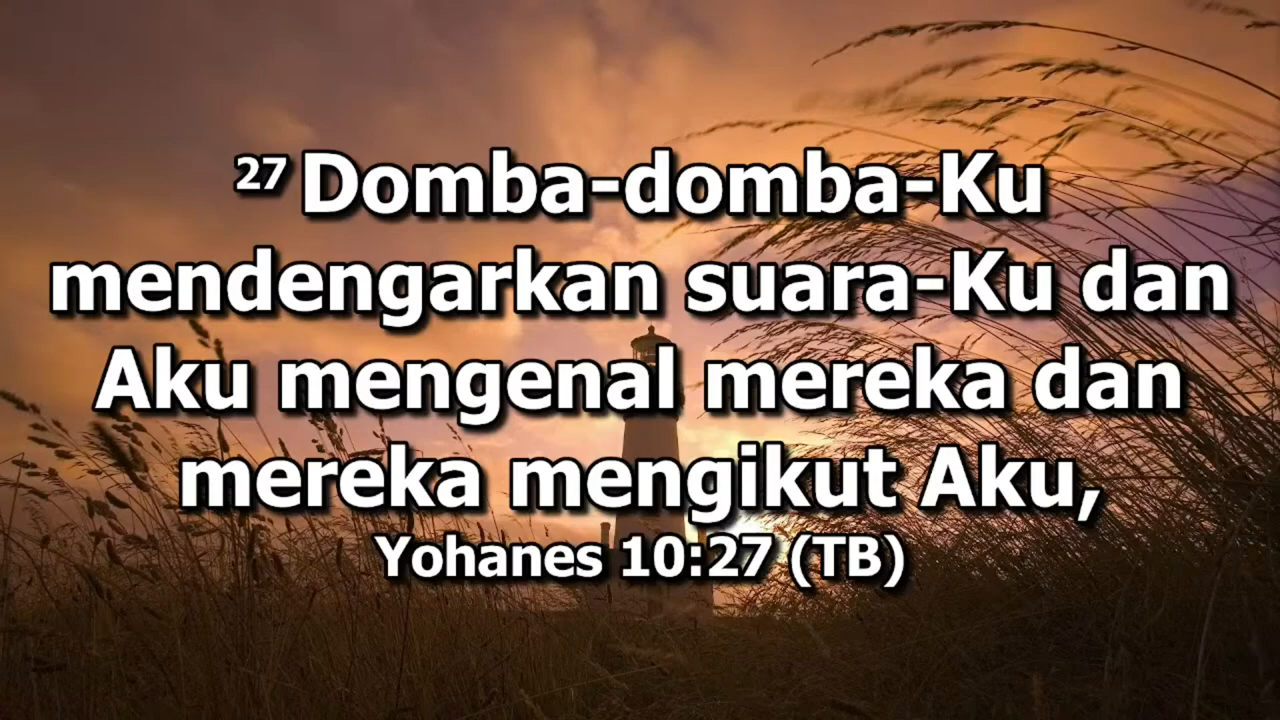 27 Domba-domba-Ku
mendengarkan suara-Ku dan
Aku mengenal mereka dan
mereka mengikut Aku,
Yohanes 10:27 (TB)